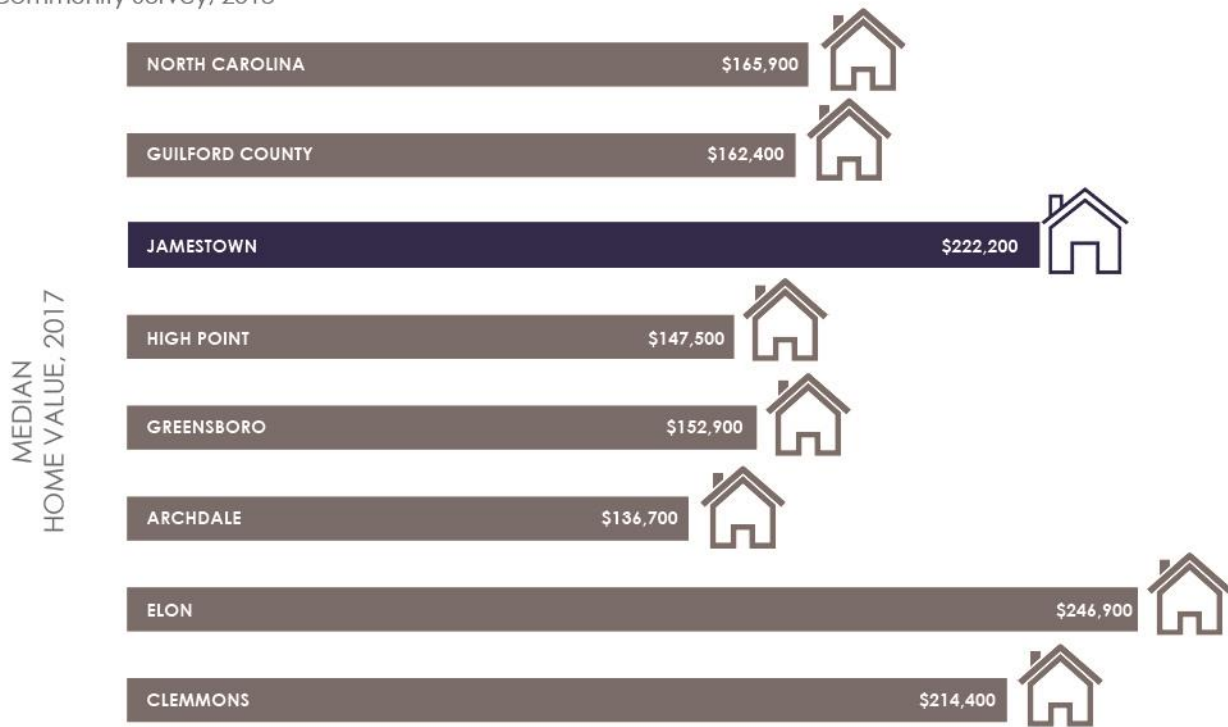 NORTH CAROLINA $165,900
GUILFORD COUNTY $162,400
JAMESTOWN $222,200
HIGH POINT $147,500
GREENSBORO $152,900
ARCHDALE $136,700
ELON $246,900
CLEMMONS $214,400
MEDIAN
HOME VALUE, 2017